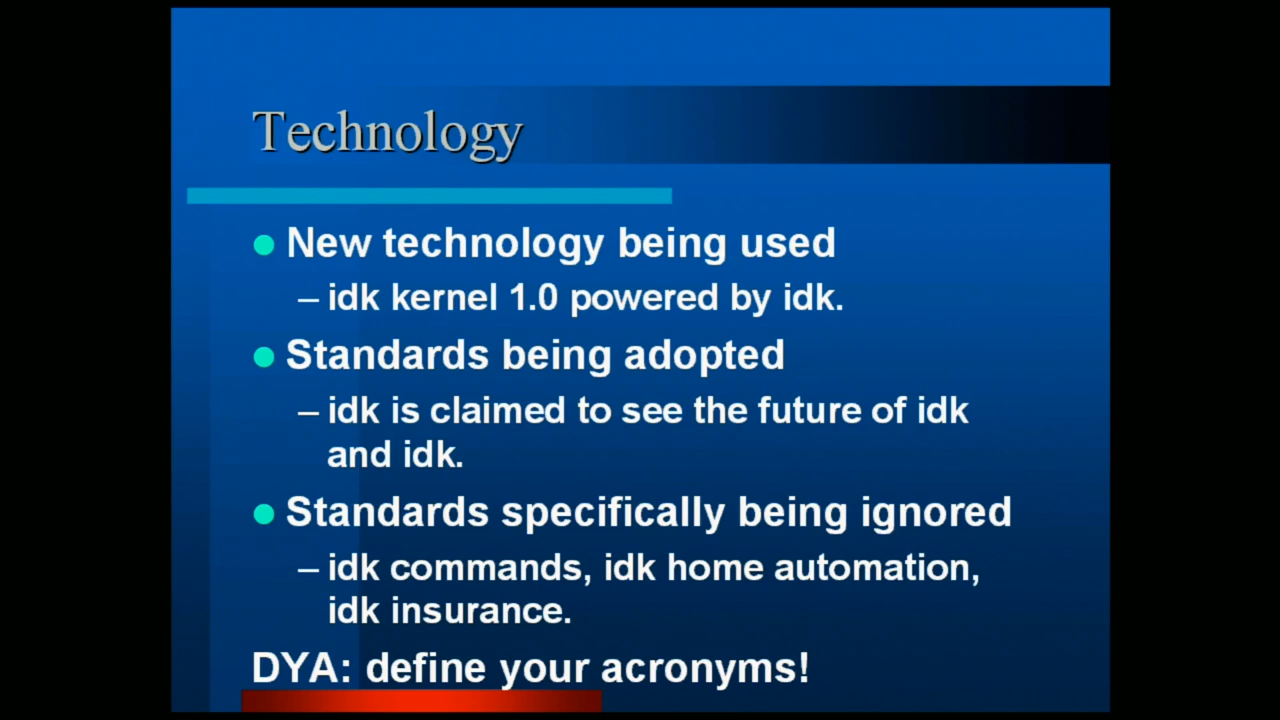 Technology
New technology being used
– idk kernel 1.0 powered by idk.
Standards being adopted
– idk is claimed to see the future of idk
and idk.
Standards specifically being ignored
– idk commands, idk home automation,
idk insurance.
DYA: define your acronyms!